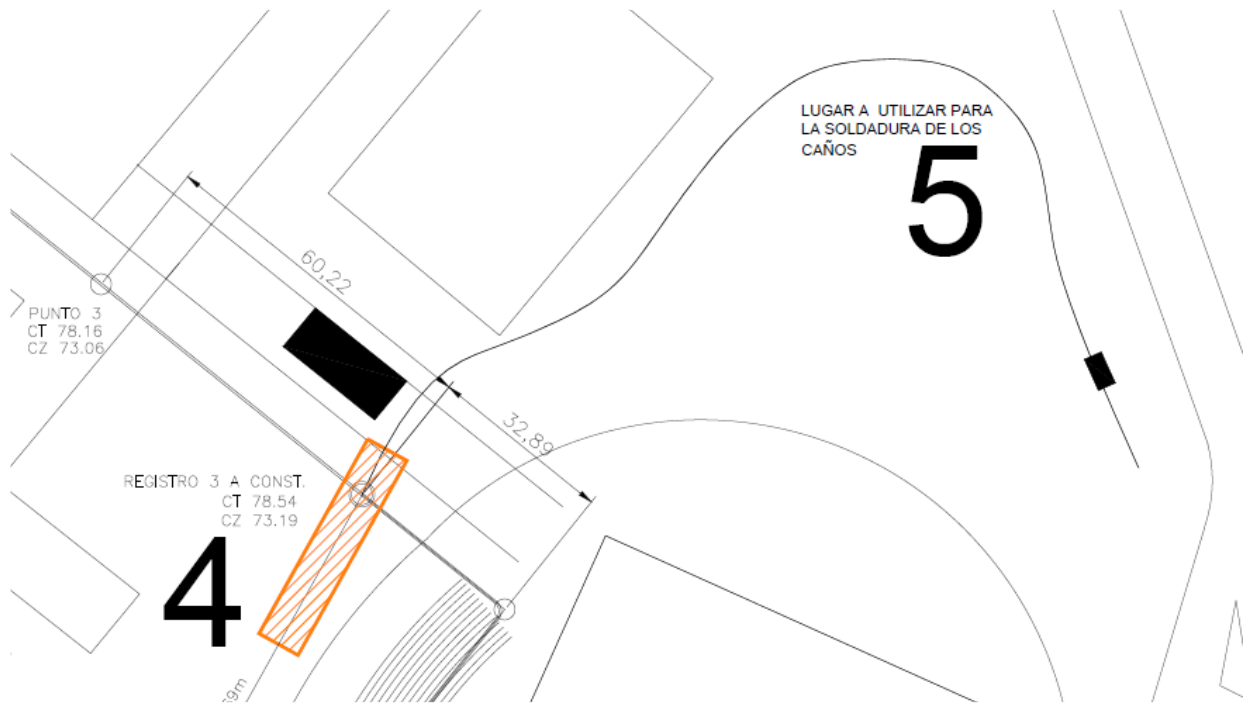 LUGAR A UTILIZAR PARA
LA SOLDADURA DE LOS
CAÑOS
5
60,22
PUNTO 3
CT 78.16
CZ 73.06
32,89
REGISTRO 3 A CONST.
CT 78.54
CZ 73.19
4